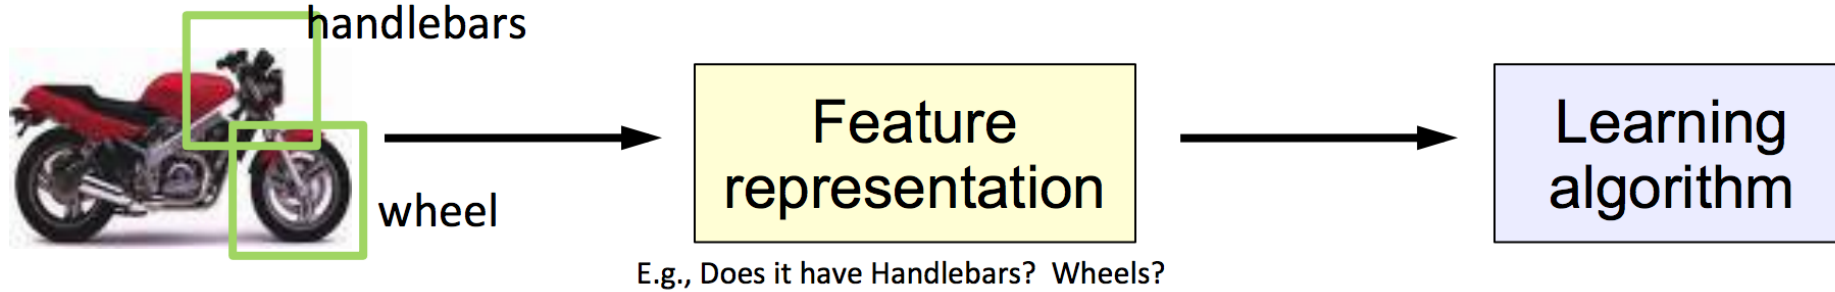 handlebars
wheel
Feature
representation
E.g., Does it have Handlebars?  Wheels?
Learning
algorithm